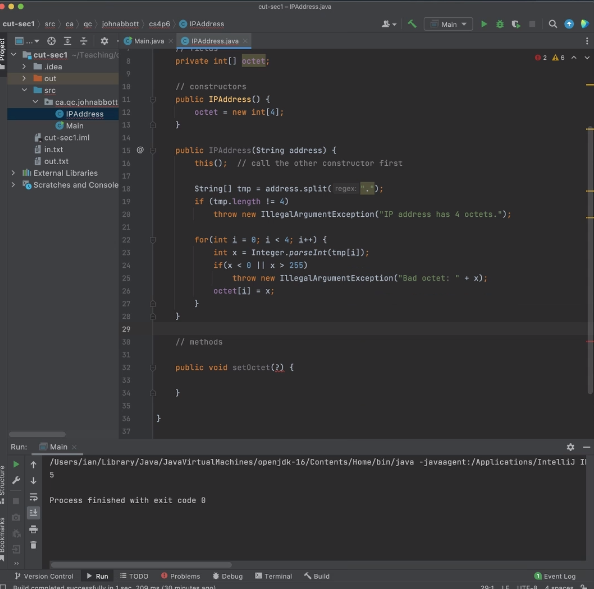 cut-sec1 – IPAddress.java
cut-sec1 src ca qc johnabbott cs4p6 IPAddress
Main
Project
Main.java
IPAddress.java
cut-sec1 ~/Teaching/
.idea
out
src
ca.qc.johnabbott
IPAddress
Main
cut-sec1.iml
in.txt
out.txt
External Libraries
Scratches and Console
2 6
8 private int[] octet;
9
10 // constructors
11 public IPAddress() {
12 octet = new int[4];
13 }
14
15 @ public IPAddress(String address) {
16 this(); // call the other constructor first
17
18 String[] tmp = address.split( regex: ".");
19 if (tmp.length != 4)
20 throw new IllegalArgumentException("IP address has 4 octets.");
21
22 for(int i = 0; i < 4; i++) {
23 int x = Integer.parseInt(tnp[i]);
24 if(x < 0 || x > 255)
25 throw new IllegalArgumentException("Bad octet: " + x);
26 octet[i] = x;
27 }
28 }
29
30 // methods
31
32 public void setOctet(?) {
33
34 }
35
36 }
37
Run: Main
/Users/ian/Library/Java/JavaVirtualMachines/openjdk-16/Contents/Home/bin/java -javaagent:/Applications/IntelliJ
5
Process finished with exit code 0
Structure
Bookmarks
Version Control Run TODO Problems Debug Terminal Build 1 Event Log
Build completed successfully in 1 sec, 709 ms (30 minutes ago) 29:1 LF UTF-8 4 spaces